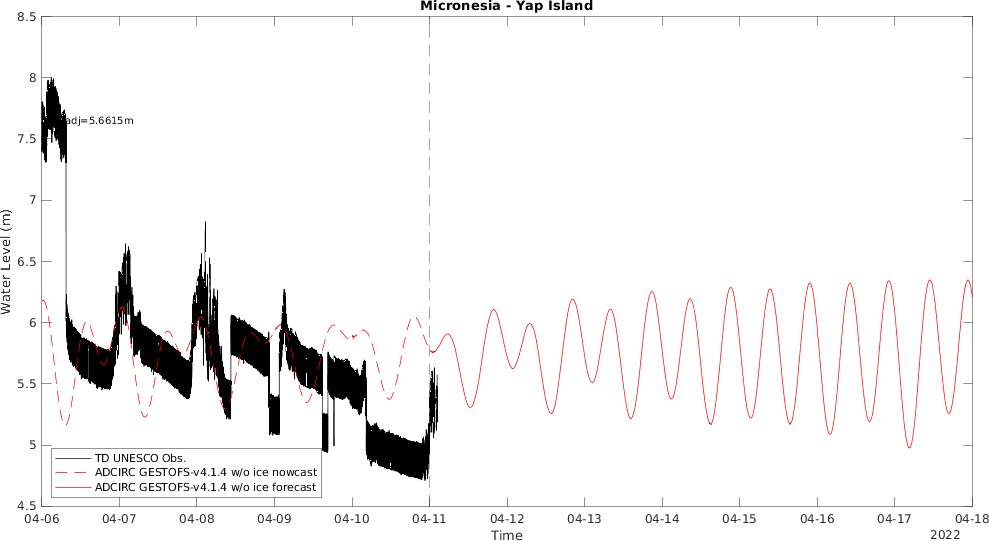 Micronesia - Yap Island
8.5
8
7.5
7
6.5
6
5.5
5
4.5
Water Level (m)
adj=5.6615m
TD UNESCO Obs.
ADCIRC GESTOFS-v4.1.4 w/o ice nowcast
ADCIRC GESTOFS-v4.1.4 w/o ice forecast
04-06 04-07 04-08 04-09 04-10 04-11 04-12 04-13 04-14 04-15 04-16 04-17 04-18
Time
2022